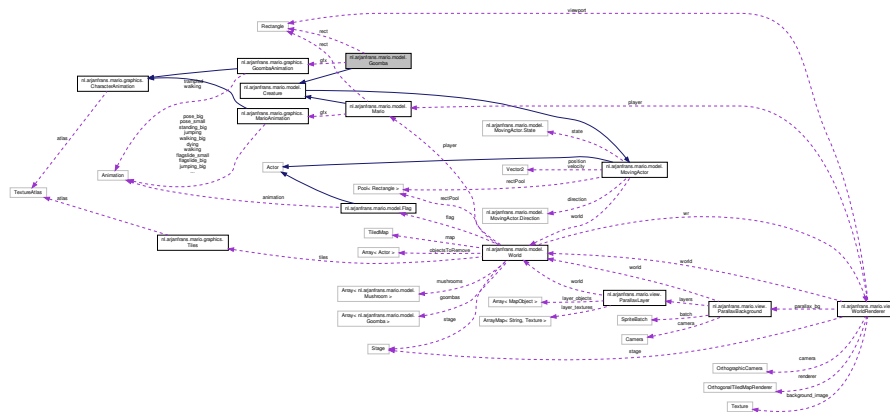 Rectangle
viewport
rect
rect
nl.arjanfrans.mario.model.
Goomba
nl.arjanfrans.mario.graphics.
GoombaAnimation
gfx
nl.arjanfrans.mario.graphics.
CharacterAnimation
trampled
walking
nl.arjanfrans.mario.model.
Creature
nl.arjanfrans.mario.model.
Mario
player
nl.arjanfrans.mario.graphics.
MarioAnimation
gfx
pose_big
pose_small
standing_big
jumping
walking_big
dying
walking
flagslide_small
flagslide_big
jumping_big
...
nl.arjanfrans.mario.model.
MovingActor.State
state
atlas
player
Actor
position
velocity
nl.arjanfrans.mario.model.
MovingActor
Vector2
Animation
rectPool
Pool< Rectangle >
TextureAtlas
atlas
animation
rectPool
direction
nl.arjanfrans.mario.model.Flag
flag
nl.arjanfrans.mario.model.
MovingActor.Direction
world
wr
TiledMap
map
nl.arjanfrans.mario.graphics.
Tiles
Array< Actor >
objectsToRemove
nl.arjanfrans.mario.model.
World
tiles
world
world
world
mushrooms
Array< nl.arjanfrans.mario.model.
Mushroom >
goombas
Array< nl.arjanfrans.mario.model.
Goomba >
stage
Array< MapObject >
layer_objects
layer_textures
ArrayMap< String, Texture >
nl.arjanfrans.mario.view.
ParallaxLayer
layers
nl.arjanfrans.mario.view.
ParallaxBackground
parallax_bg
nl.arjanfrans.mario.view
WorldRenderer
SpriteBatch
batch
camera
Camera
Stage
stage
camera
OrthographicCamera
renderer
OrthogonalTiledMapRenderer
background_image
Texture